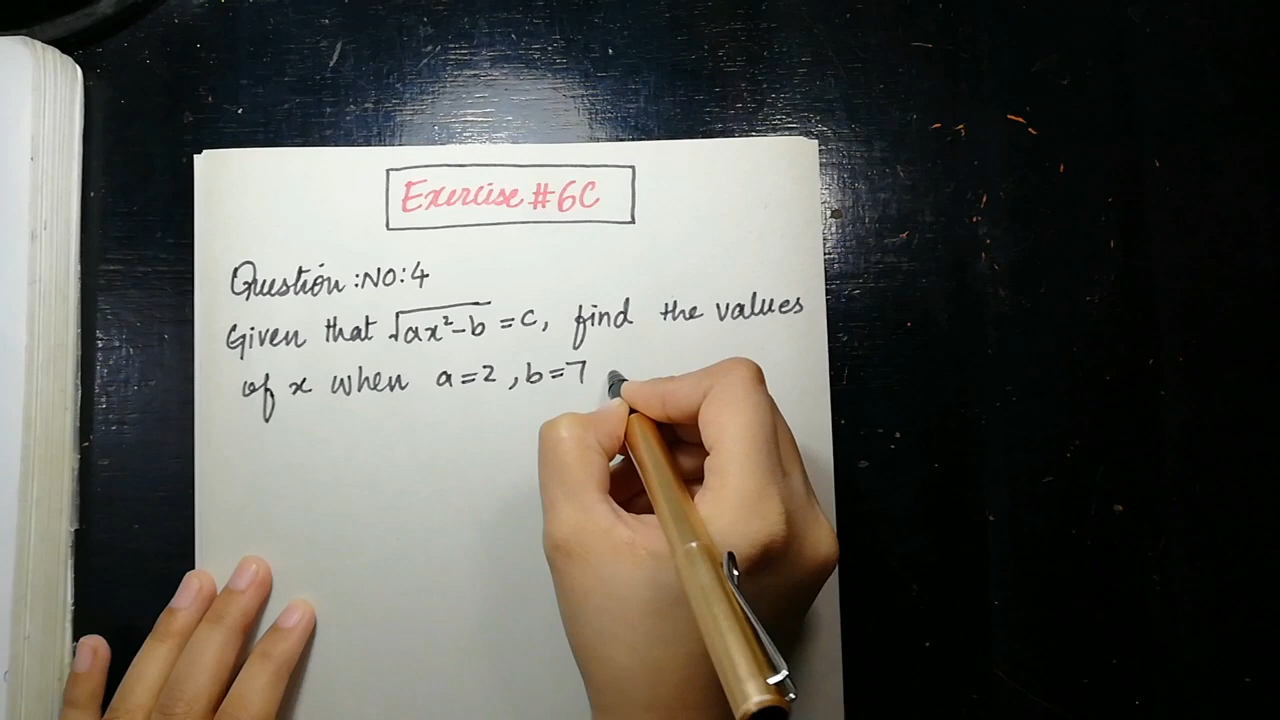 Exercise #6C
Question:NO:4
Given that √ax²-b = c, find the values
of x when a=2, b=7